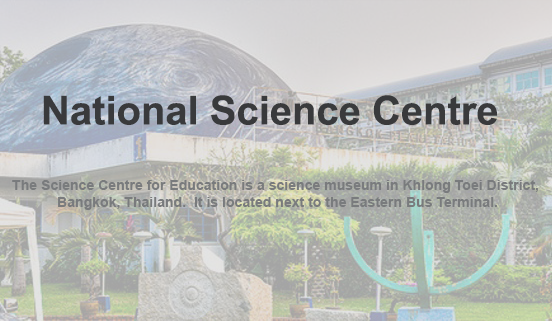 National Science Centre
BANGKOK
The Science Centre for Education is a science museum in Khlong Toei District,
Bangkok, Thailand. It is located next to the Eastern Bus Terminal.